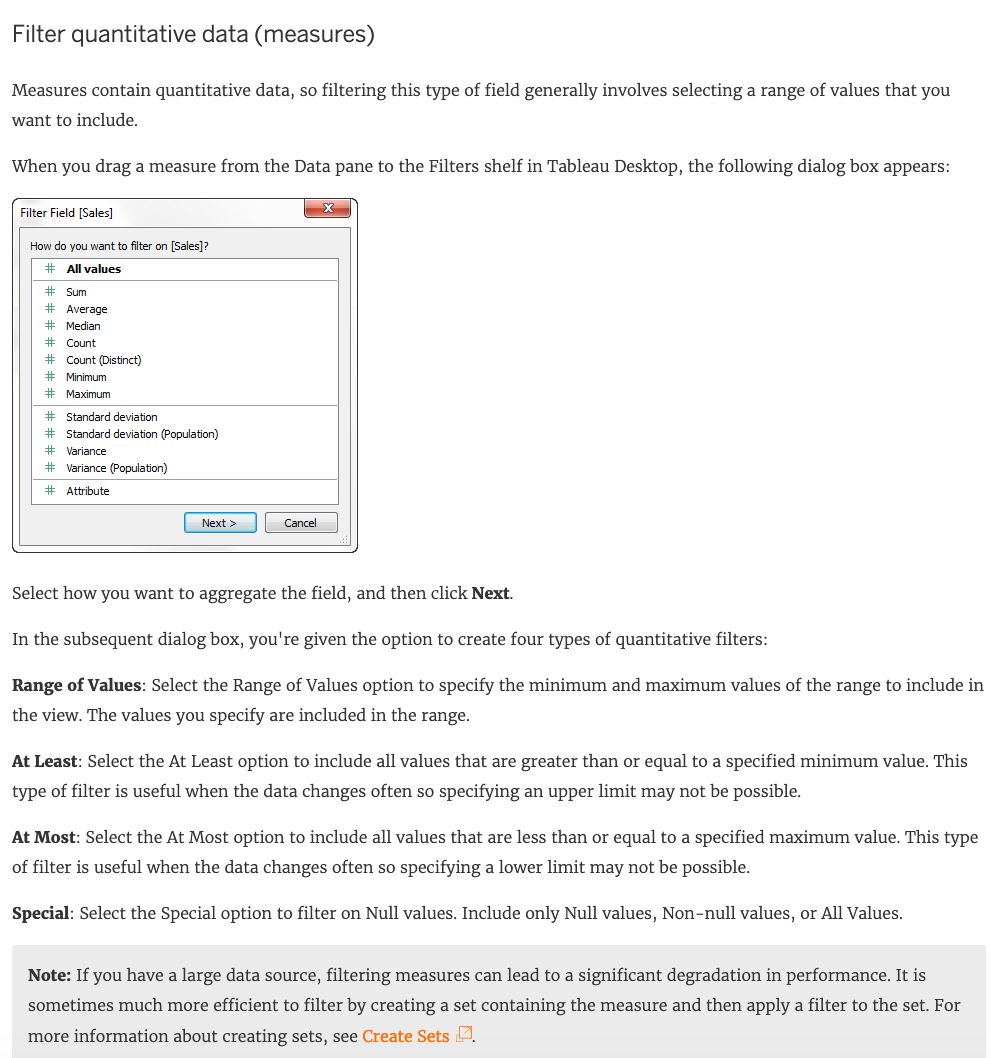 Filter quantitative data (measures)
Measures contain quantitative data, so filtering this type of field generally involves selecting a range of values that you
want to include.
When you drag a measure from the Data pane to the Filters shelf in Tableau Desktop, the following dialog box appears:
Filter Field [Sales]
How do you want to filter on [Sales]?
# All values
# Sum
# Average
# Median
# Count
# Count (Distinct)
# Minimum
# Maximum
# Standard deviation
# Standard deviation (Population)
# Variance
# Variance (Population)
# Attribute
Next > Cancel
Select how you want to aggregate the field, and then click Next.
In the subsequent dialog box, you're given the option to create four types of quantitative filters:
Range of Values: Select the Range of Values option to specify the minimum and maximum values of the range to include in
the view. The values you specify are included in the range.
At Least: Select the At Least option to include all values that are greater than or equal to a specified minimum value. This
type of filter is useful when the data changes often so specifying an upper limit may not be possible.
At Most: Select the At Most option to include all values that are less than or equal to a specified maximum value. This type
of filter is useful when the data changes often so specifying a lower limit may not be possible.
Special: Select the Special option to filter on Null values. Include only Null values, Non-null values, or All Values.
Note: If you have a large data source, filtering measures can lead to a significant degradation in performance. It is
sometimes much more efficient to filter by creating a set containing the measure and then apply a filter to the set. For
more information about creating sets, see Create Sets.